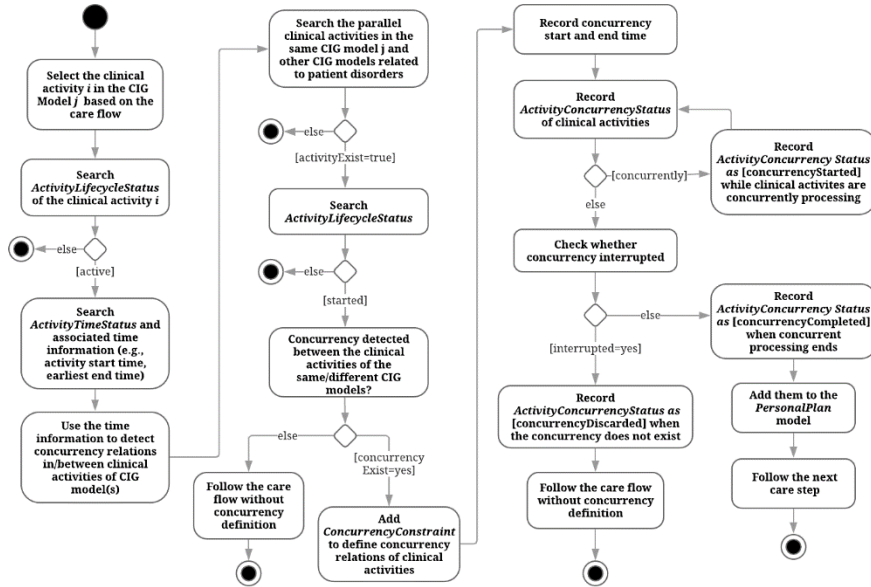 Select the clinical
activity i in the CIG
Model j based on the
care flow
Search
ActivityLifecycleStatus
of the clinical activity i
else
[active]
Search
ActivityTimeStatus and
associated time
information (e.g.,
activity start time,
earliest end time)
Use the time
information to detect
concurrency relations
in/between clinical
activities of CIG
model(s)
Search the parallel
clinical activities in the
same CIG model j and
other CIG models related
to patient disorders
else
[activityExist=true]
Search
ActivityLifecycleStatus
else
[started]
Concurrency detected
between the clinical
activities of the
same/different CIG
models?
else
[concurrency
Exist=yes]
Follow the care
flow without
concurrency
definition
Add
ConcurrencyConstraint
to define concurrency
relations of clinical
activities
Record concurrency
start and end time
Record
ActivityConcurrencyStatus
of clinical activities
[concurrently]
Record
ActivityConcurrency Status
as [concurrencyStarted]
while clinical activites are
concurrently processing
else
Check whether
concurrency interrupted
else
[interrupted=yes]
Record
ActivityConcurrency Status
as [concurrencyCompleted]
when concurrent
processing ends
Record
ActivityConcurrencyStatus as
[concurrencyDiscarded] when
the concurrency does not exist
Add them to the
PersonalPlan
model
Follow the care flow
without concurrency
definition
Follow the next
care step